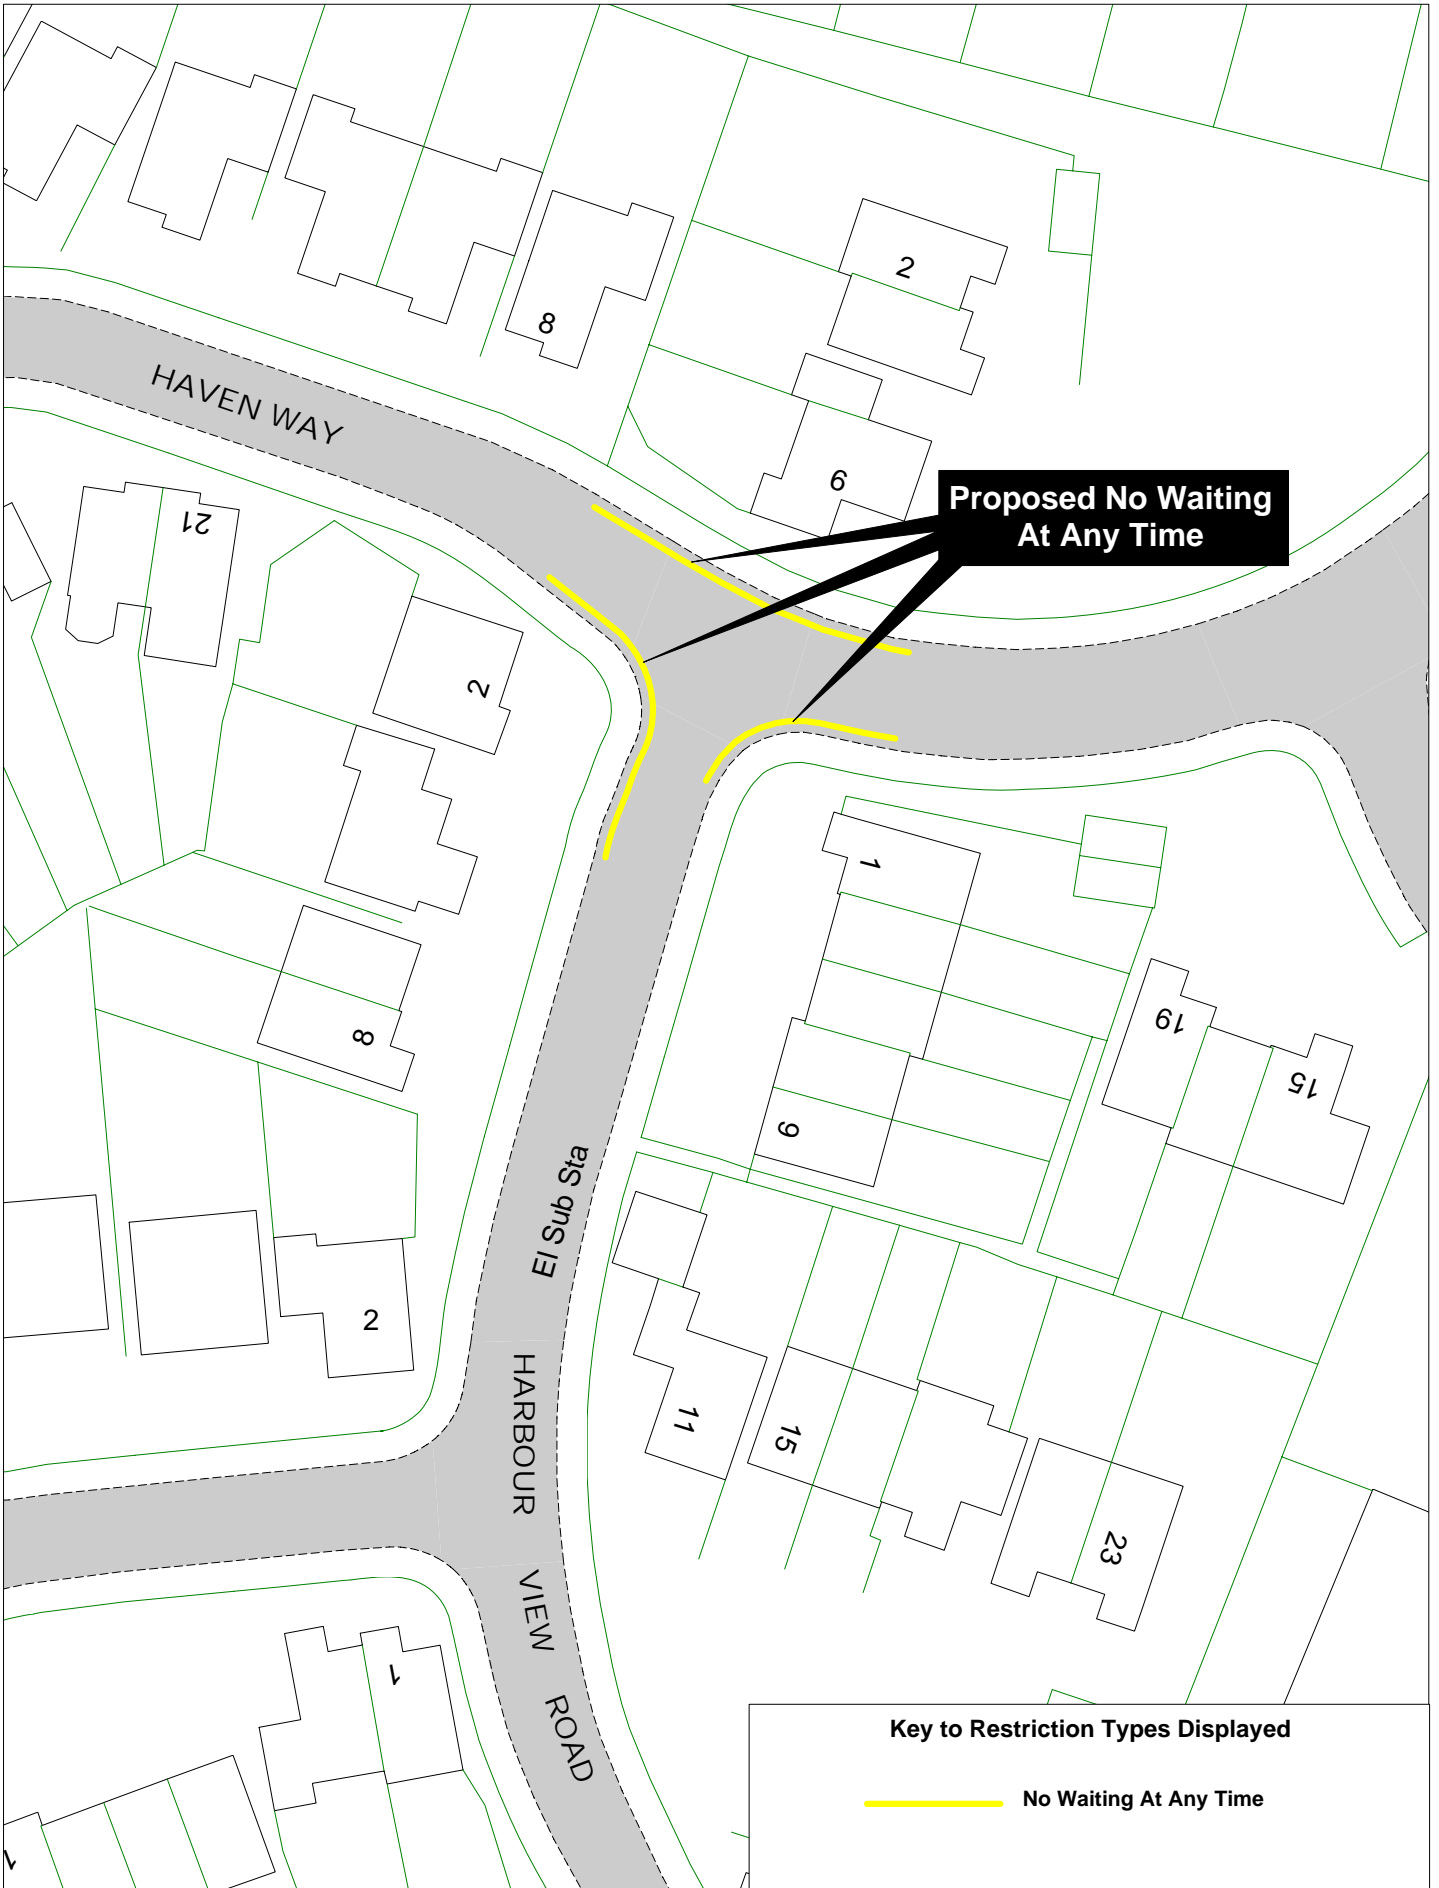 2
8
HAVEN WAY
6
Proposed No Waiting
At Any Time
21
2
1
8
19
15
9
El Sub Sta
2
HARBOUR
VIEW
ROAD
11
15
23
1
1
Key to Restriction Types Displayed
No Waiting At Any Time